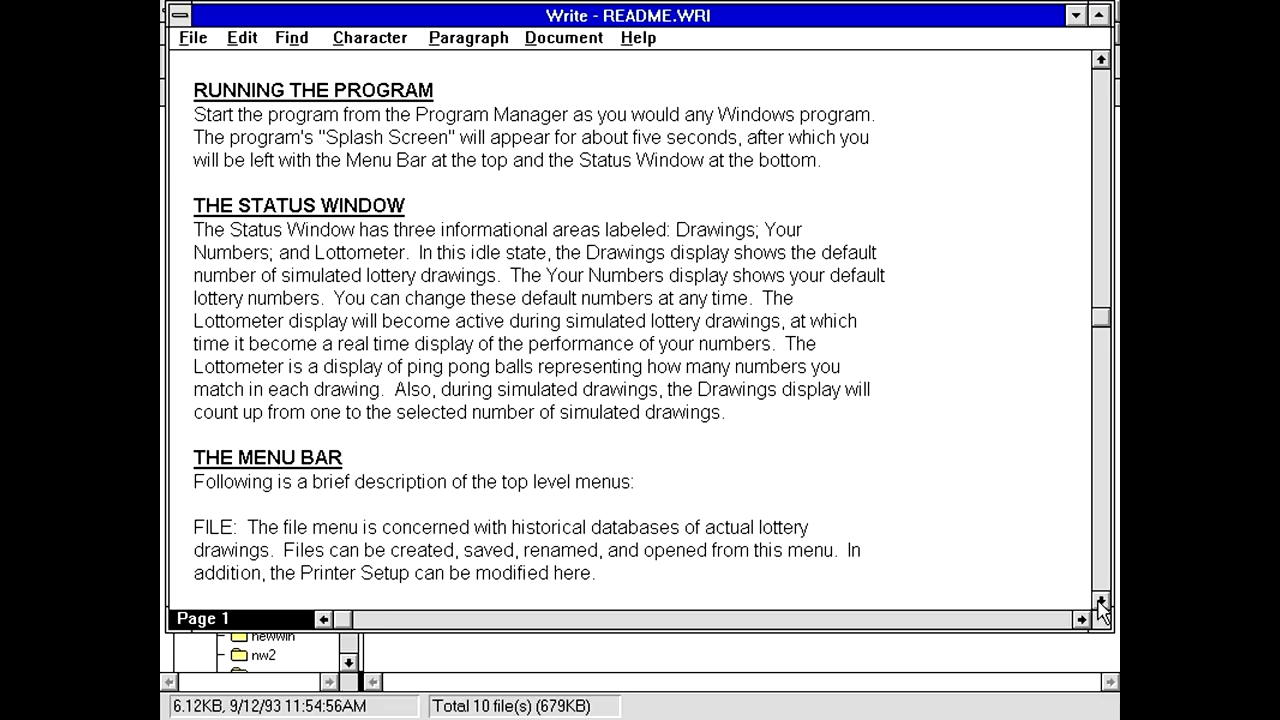 Write - README.WRI
File Edit Find Character Paragraph Document Help
RUNNING THE PROGRAM
Start the program from the Program Manager as you would any Windows program.
The program's "Splash Screen" will appear for about five seconds, after which you
will be left with the Menu Bar at the top and the Status Window at the bottom.
THE STATUS WINDOW
The Status Window has three informational areas labeled: Drawings; Your
Numbers; and Lottometer. In this idle state, the Drawings display shows the default
number of simulated lottery drawings. The Your Numbers display shows your default
lottery numbers. You can change these default numbers at any time. The
Lottometer display will become active during simulated lottery drawings, at which
time it become a real time display of the performance of your numbers. The
Lottometer is a display of ping pong balls representing how many numbers you
match in each drawing. Also, during simulated drawings, the Drawings display will
count up from one to the selected number of simulated drawings.
THE MENU BAR
Following is a brief description of the top level menus:
FILE: The file menu is concerned with historical databases of actual lottery
drawings. Files can be created, saved, renamed, and opened from this menu. In
addition, the Printer Setup can be modified here.
Page 1
newwin
nw2
6.12KB, 9/12/93 11:54:56AM
Total 10 file(s) (679KB)